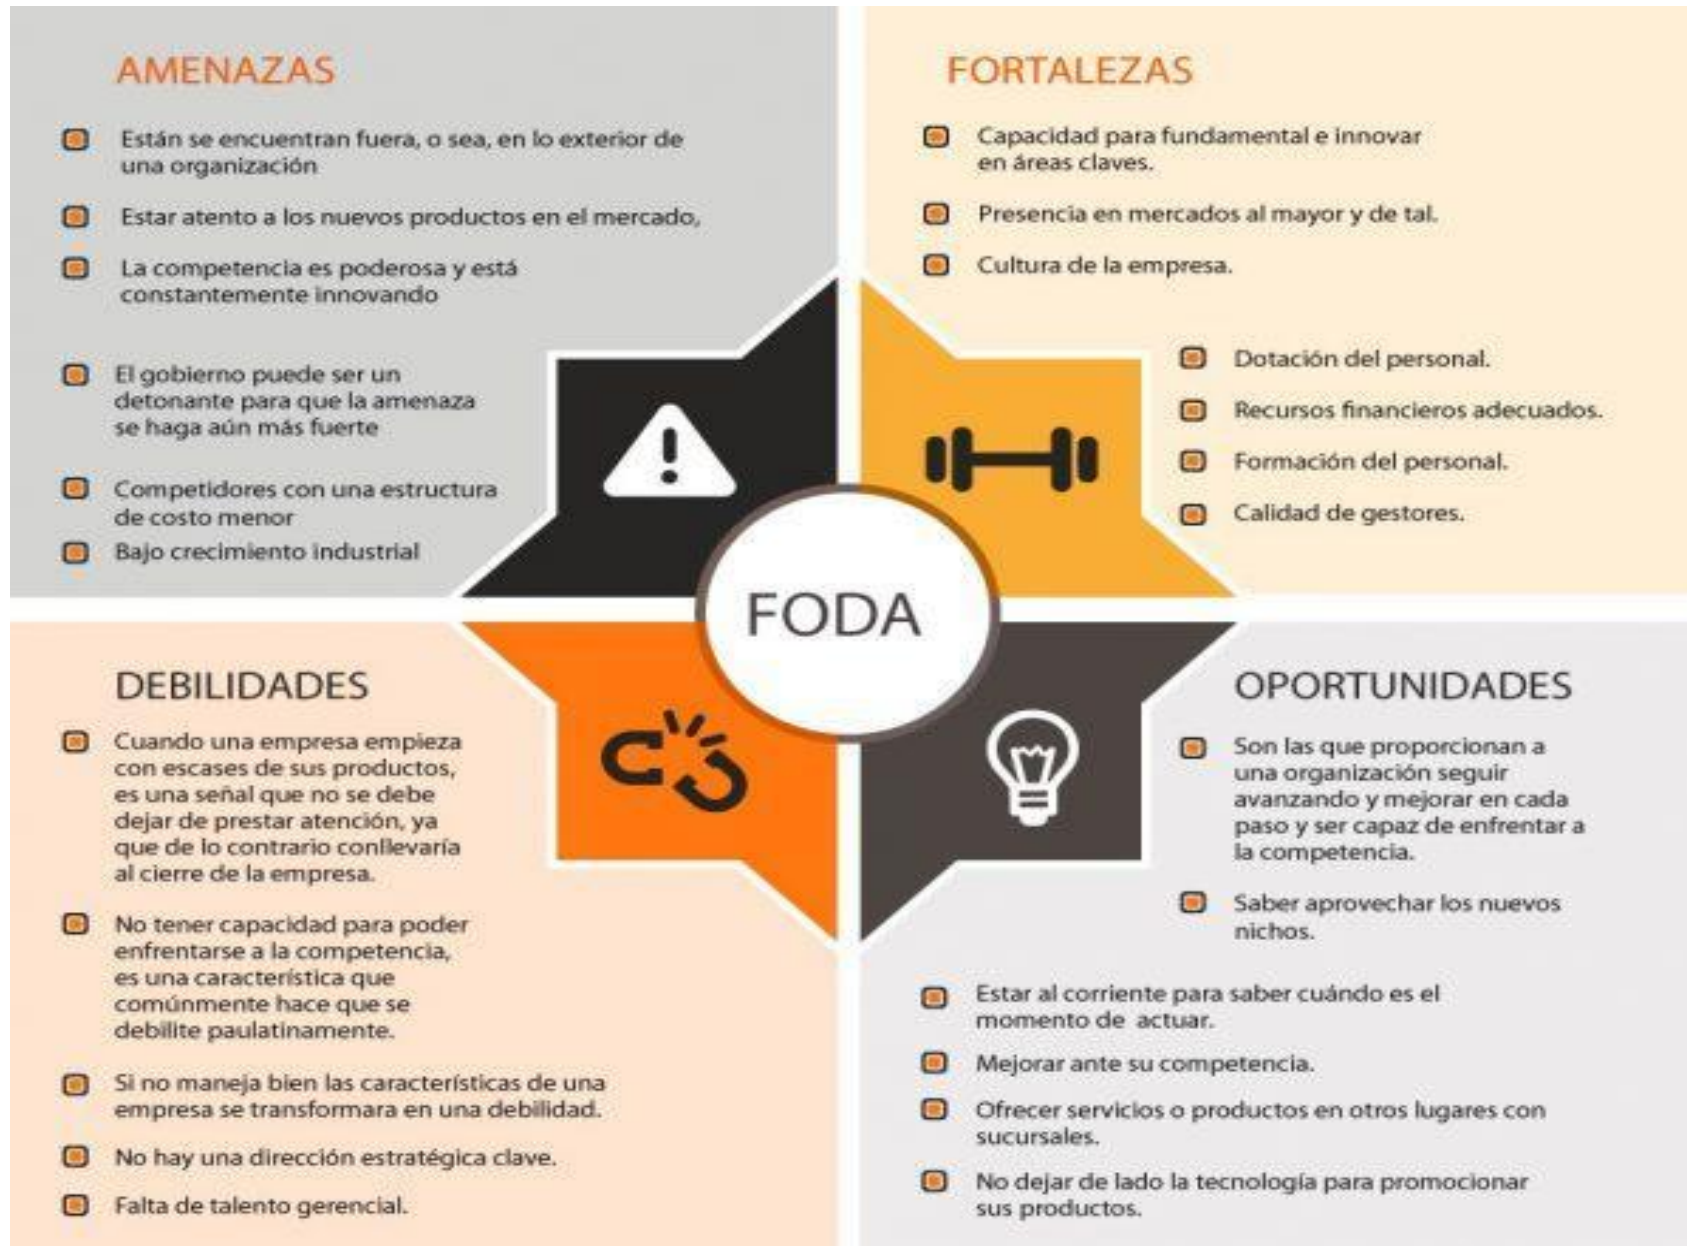 AMENAZAS
Están se encuentran fuera, o sea, en lo exterior de
una organización
Estar atento a los nuevos productos en el mercado,
La competencia es poderosa y está
constantemente innovando
El gobierno puede ser un
detonante para que la amenaza
se haga aún más fuerte
Competidores con una estructura
de costo menor
Bajo crecimiento industrial
FORTALEZAS
Capacidad para fundamental e innovar
en áreas claves.
Presencia en mercados al mayor y de tal.
Cultura de la empresa.
Dotación del personal.
Recursos financieros adecuados.
Formación del personal.
Calidad de gestores.
FODA
DEBILIDADES
Cuando una empresa empieza
con escases de sus productos,
es una señal que no se debe
dejar de prestar atención, ya
que de lo contrario conllevaría
al cierre de la empresa.
No tener capacidad para poder
enfrentarse a la competencia,
es una característica que
comúnmente hace que se
debilite paulatinamente.
Si no maneja bien las características de una
empresa se transformara en una debilidad.
No hay una dirección estratégica clave.
Falta de talento gerencial.
OPORTUNIDADES
Son las que proporcionan a
una organización seguir
avanzando y mejorar en cada
paso y ser capaz de enfrentar a
la competencia.
Saber aprovechar los nuevos
nichos.
Estar al corriente para saber cuándo es el
momento de actuar.
Mejorar ante su competencia.
Ofrecer servicios o productos en otros lugares con
sucursales.
No dejar de lado la tecnología para promocionar
sus productos.